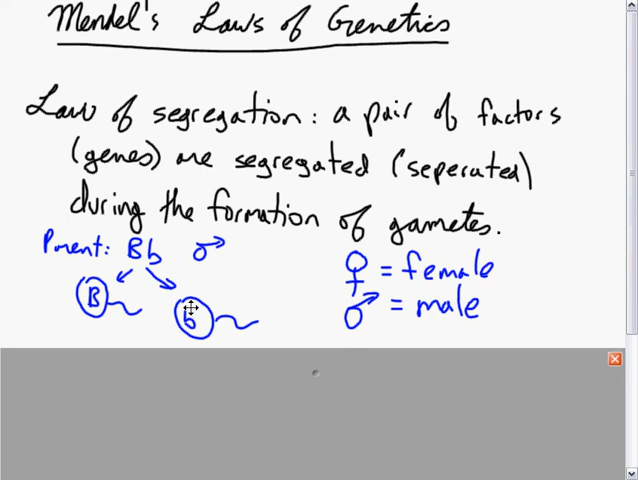 Mendel's Laws of Genetics
Law of segregation: a pair of factors
(genes) are segregated (seperated)
during the formation of gametes.
Parent: Bb ♂
♀ = female
B
b
♂ = male